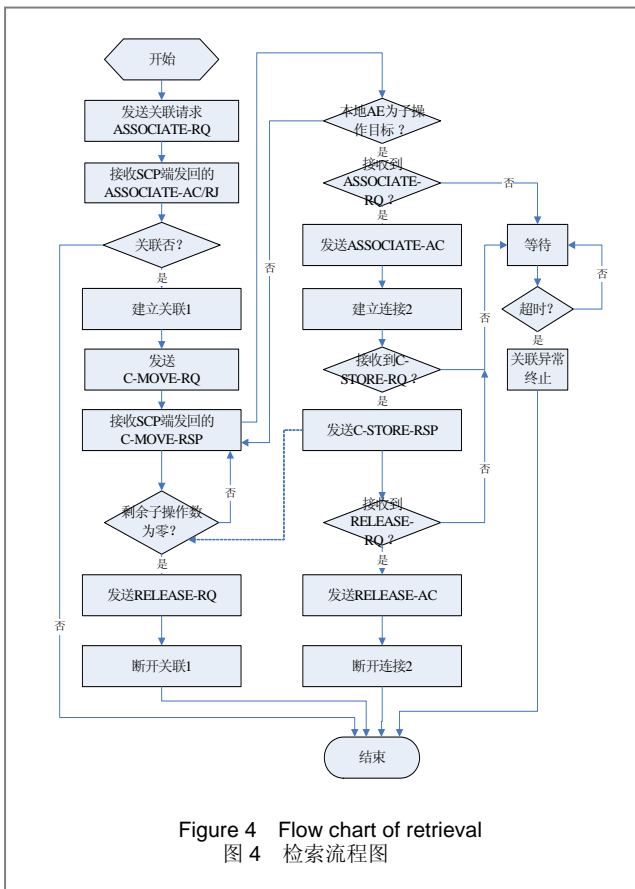 开始
发送关联请求
ASSOCIATE-RQ
接收SCP端发回的
ASSOCIATE-AC/RJ
关联否？
是
否
建立关联1
发送
C-MOVE-RQ
接收SCP端发回的
C-MOVE-RSP
否
剩余子操作数
为零？
是
发送RELEASE-RQ
断开关联1
本地AE为子操
作目标？
否
是
接收到
ASSOCIATE-
RQ？
否
是
发送ASSOCIATE-AC
建立连接2
接收到C-
STORE-RQ？
否
是
发送C-STORE-RSP
接收到
RELEASE-
RQ？
否
是
发送RELEASE-AC
断开连接2
等待
否
超时？
是
关联异常
终止
结束
Figure 4 Flow chart of retrieval
图 4 检索流程图